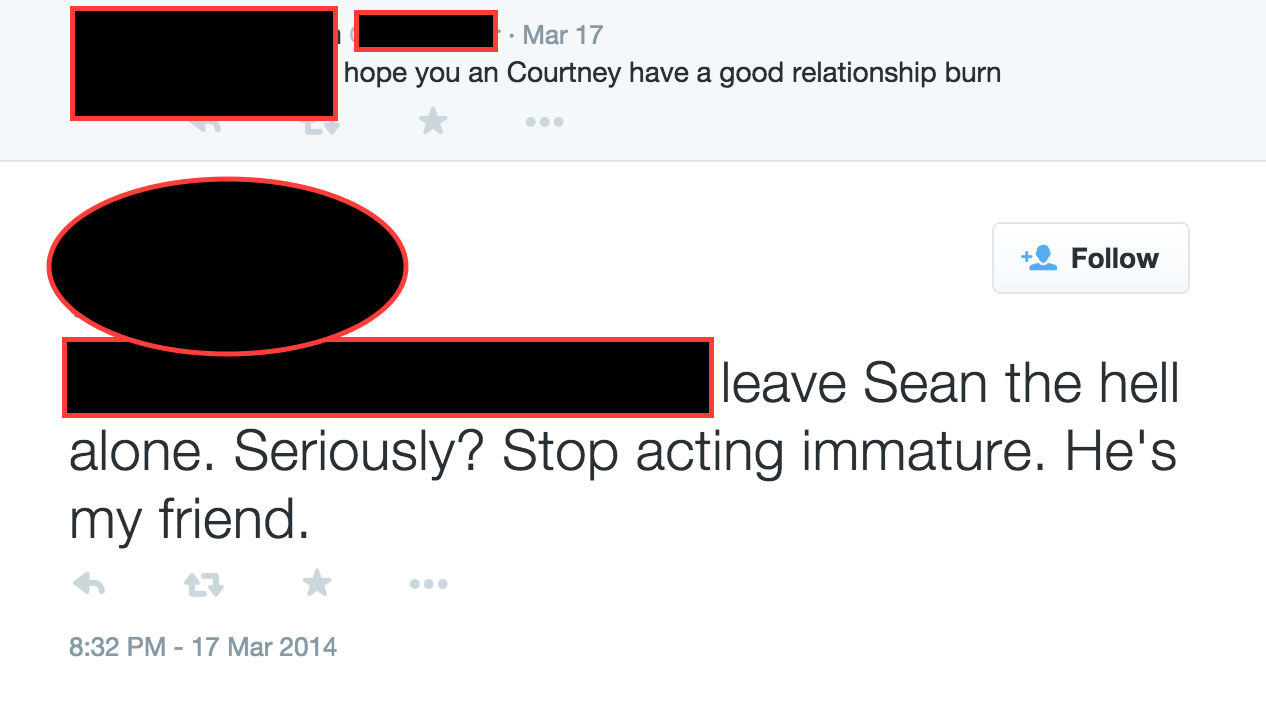 · Mar 17
hope you an Courtney have a good relationship burn
Follow
leave Sean the hell
alone. Seriously? Stop acting immature. He's
my friend.
8:32 PM - 17 Mar 2014